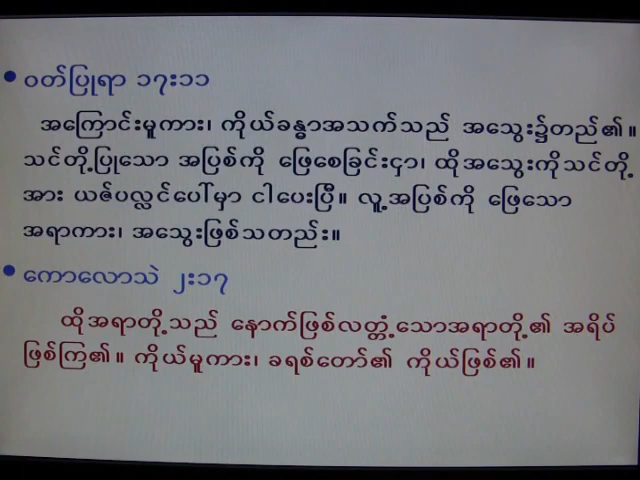 • ဝတ်ပြုရာ ၁၇း၁၁
အကြောင်းမူကား၊ ကိုယ်ခန္ဓာအသက်သည် အသွေး၌တည်၏။
သင်တို့ပြုသော အပြစ်ကို ဖြေစေခြင်းငှာ၊ ထိုအသွေးကိုသင်တို့
အား ယဇ်ပလ္လင်ပေါ်မှာ ငါပေးပြီ။ လူ့အပြစ်ကို ဖြေသော
အရာကား၊ အသွေးဖြစ်သတည်း။
• ကောလောသဲ ၂း၁၇
ထိုအရာတို့သည် နောက်ဖြစ်လတ္တံ့သောအရာတို့၏ အရိပ်
ဖြစ်ကြ၏။ ကိုယ်မူကား၊ ခရစ်တော်၏ ကိုယ်ဖြစ်၏။